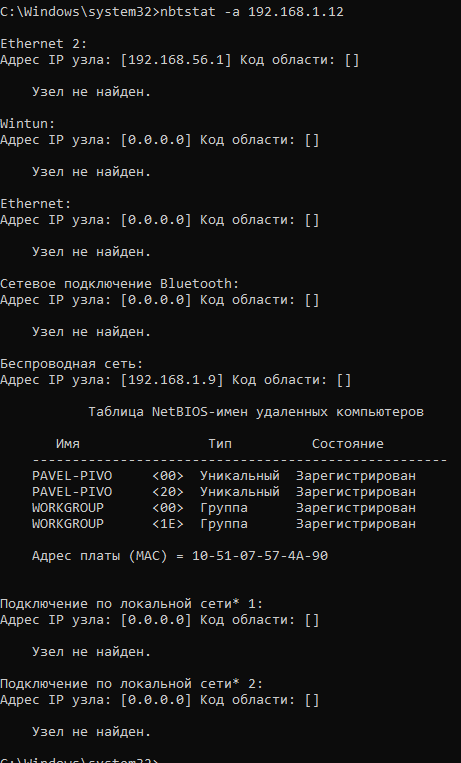 C:\Windows\system32>nbtstat -a 192.168.1.12
Ethernet 2:
Адрес IP узла: [192.168.56.1] Код области: []
Узел не найден.
Wintun:
Адрес IP узла: [0.0.0.0] Код области: []
Узел не найден.
Ethernet:
Адрес IP узла: [0.0.0.0] Код области: []
Узел не найден.
Сетевое подключение Bluetooth:
Адрес IP узла: [0.0.0.0] Код области: []
Узел не найден.
Беспроводная сеть:
Адрес IP узла: [192.168.1.9] Код области: []
Таблица NetBIOS-имен удаленных компьютеров
Имя Тип Состояние
----------------------------------------------------
PAVEL-PIVO <00> Уникальный Зарегистрирован
PAVEL-PIVO <20> Уникальный Зарегистрирован
WORKGROUP <00> Группа Зарегистрирован
WORKGROUP <1E> Группа Зарегистрирован
Адрес платы (MAC) = 10-51-07-57-4A-90
Подключение по локальной сети* 1:
Адрес IP узла: [0.0.0.0] Код области: []
Узел не найден.
Подключение по локальной сети* 2:
Адрес IP узла: [0.0.0.0] Код области: []
Узел не найден.
C:\Windows\system32>